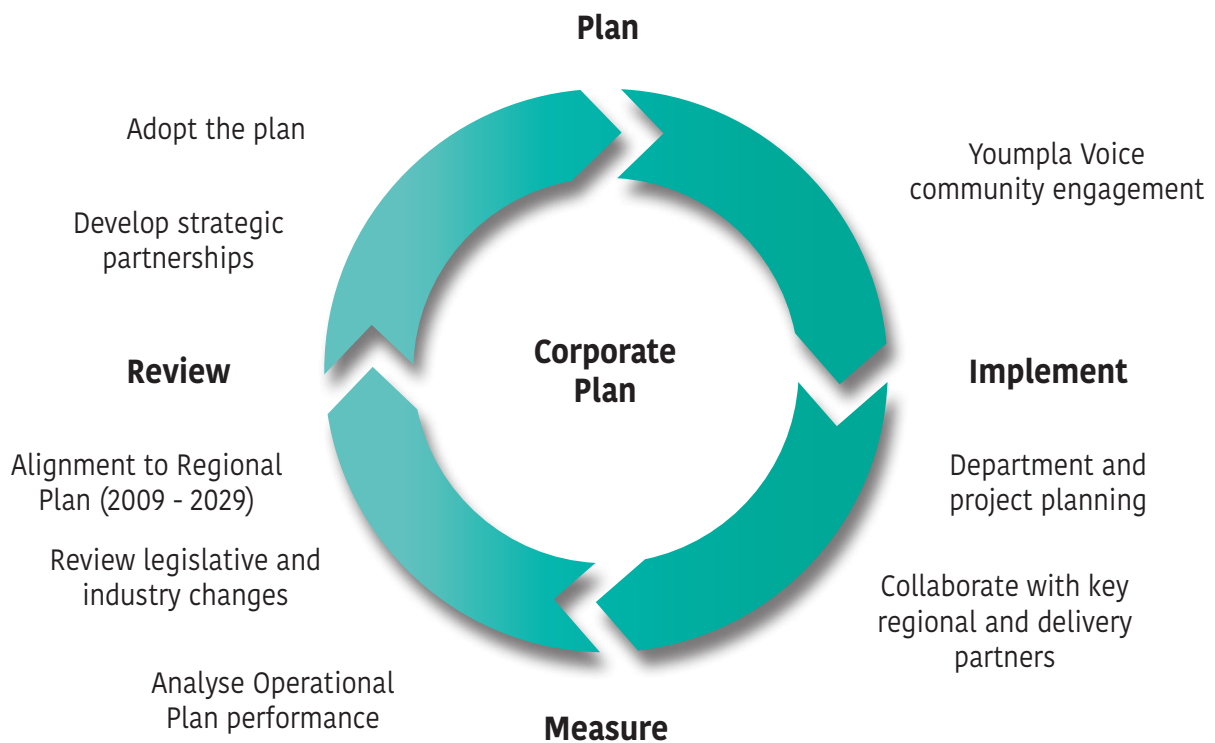 Plan
Adopt the plan
Youmpla Voice
community engagement
Develop strategic
partnerships
Corporate
Plan
Review
Implement
Alignment to Regional
Plan (2009 - 2029)
Department and
project planning
Review legislative and
industry changes
Collaborate with key
regional and delivery
partners
Analyse Operational
Plan performance
Measure